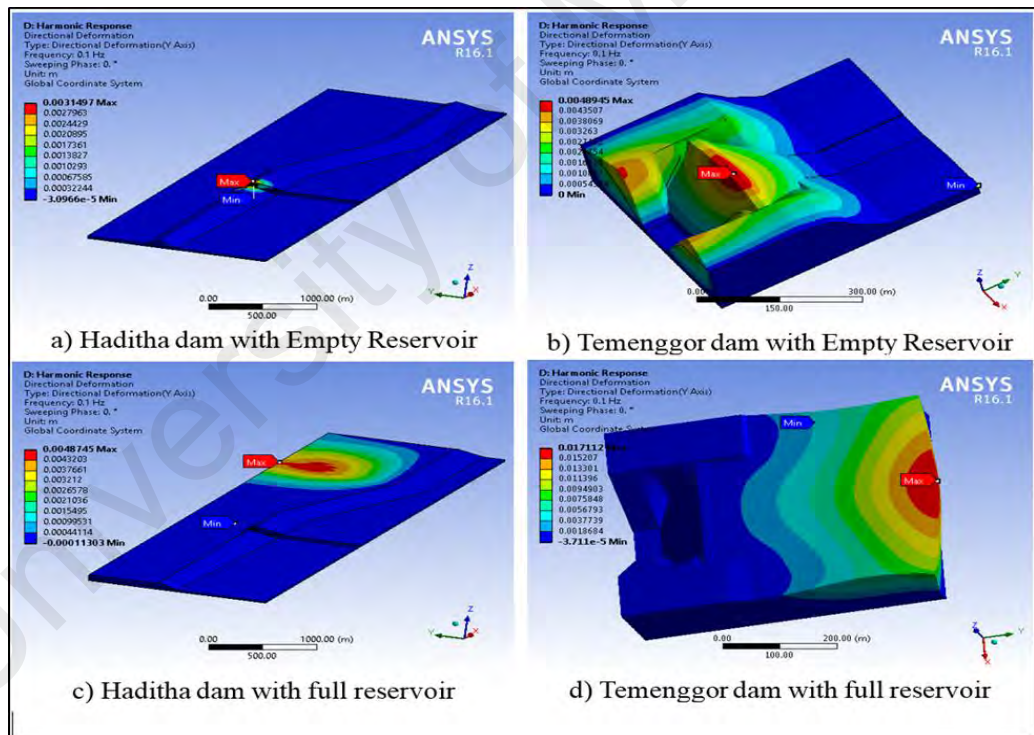 D: Harmonic Response
Directional Deformation
Type: Directional Deformation(Y Axis)
Frequency: 0.1 Hz
Sweeping Phase: 0. °
Unit: m
Global Coordinate System
0.0031497 Max
0.0027963
0.0024429
0.0020895
0.0017361
0.0013827
0.0010293
0.00067585
0.00032244
-3.0966e-5 Min
ANSYS
R16.1
Max
Min
0.00
1000.00 (m)
500.00
Z
Y
X
a) Haditha dam with Empty Reservoir
D: Harmonic Response
Directional Deformation
Type: Directional Deformation(Y Axis)
Frequency: 0.1 Hz
Sweeping Phase: 0. °
Unit: m
Global Coordinate System
0.0048945 Max
0.0043507
0.0038069
0.003263
0 Min
ANSYS
R16.1
Max
Min
300.00 (m)
150.00
Z
Y
X
b) Temenggor dam with Empty Reservoir
D: Harmonic Response
Directional Deformation
Type: Directional Deformation(Y Axis)
Frequency: 0.1 Hz
Sweeping Phase: 0. °
Unit: m
Global Coordinate System
0.0048745 Max
0.0043203
0.0037661
0.003212
0.0026578
0.0021036
0.0015495
0.00099531
0.00044114
-0.00011303 Min
ANSYS
R16.1
Max
Min
0.00
1000.00 (m)
500.00
Z
Y
X
c) Haditha dam with full reservoir
D: Harmonic Response
Directional Deformation
Type: Directional Deformation(Y Axis)
Frequency: 0.1 Hz
Sweeping Phase: 0. °
Unit: m
Global Coordinate System
0.017112
0.015207
0.013301
0.011396
0.0094903
0.0075848
0.0056793
0.0037739
0.0018684
-3.711e-5 Min
ANSYS
R16.1
Min
Max
0.00
200.00 (m)
100.00
Z
Y
X
d) Temenggor dam with full reservoir
University of M